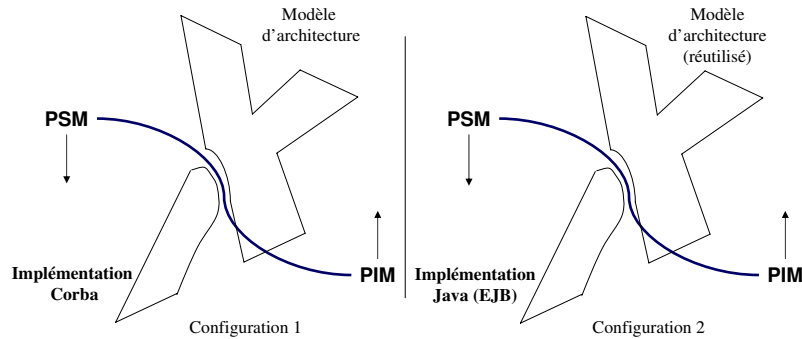 Modèle
d'architecture
PSM
PIM
Implémentation
Corba
Configuration 1
Modèle
d'architecture
(réutilisé)
PSM
PIM
Implémentation
Java (EJB)
Configuration 2